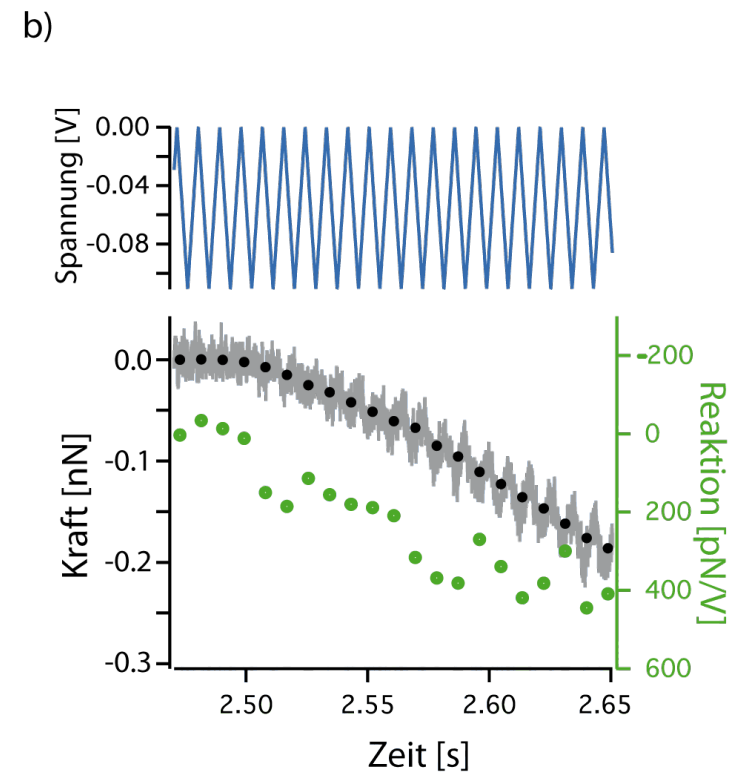 b)
Spannung [V]
0.00
-0.04
-0.08
Kraft [nN]
0.0
-0.1
-0.2
-0.3
-200
0
200
400
600
Reaktion [pN/V]
2.50 2.55 2.60 2.65
Zeit [s]